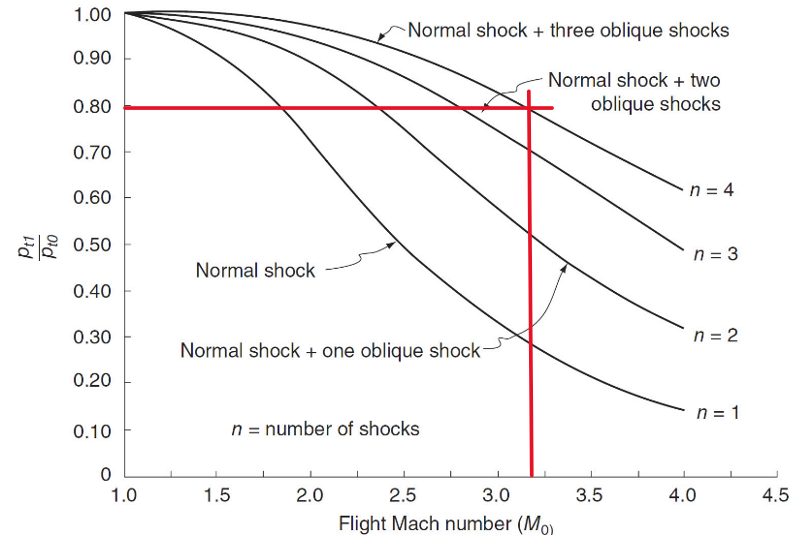 1.00
Normal shock + three oblique shocks
0.90
Normal shock + two
oblique shocks
0.80
0.70
n = 4
0.60
pt1
pt0
0.50
n = 3
Normal shock
0.40
0.30
n = 2
Normal shock + one oblique shock
0.20
n = 1
0.10
n = number of shocks
0
1.0 1.5 2.0 2.5 3.0 3.5 4.0 4.5
Flight Mach number (M0)